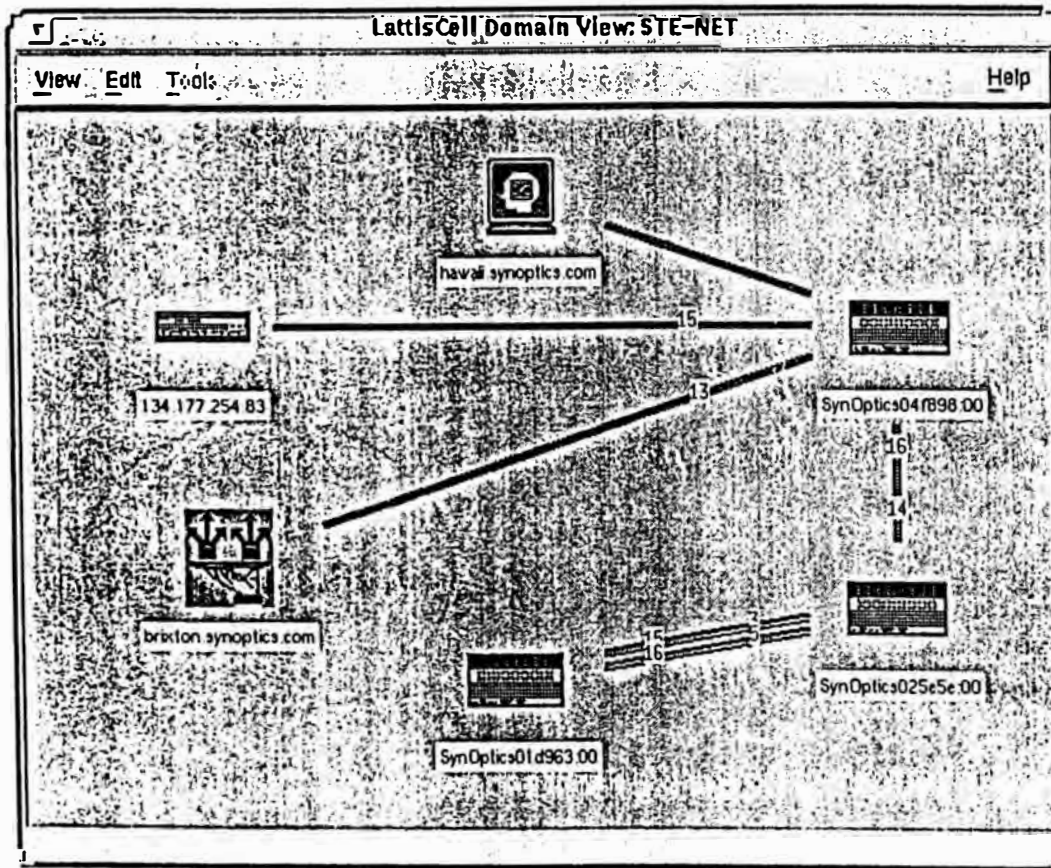 LattisCell Domain View: STE-NET
View Edit Tools Help
hawaii.synoptics.com
15
134.177.254.83
SynOptics04f898:00
13
16
14
brixton.synoptics.com
15
16
5
SynOptics025e5e:00
SynOptics01d963:00